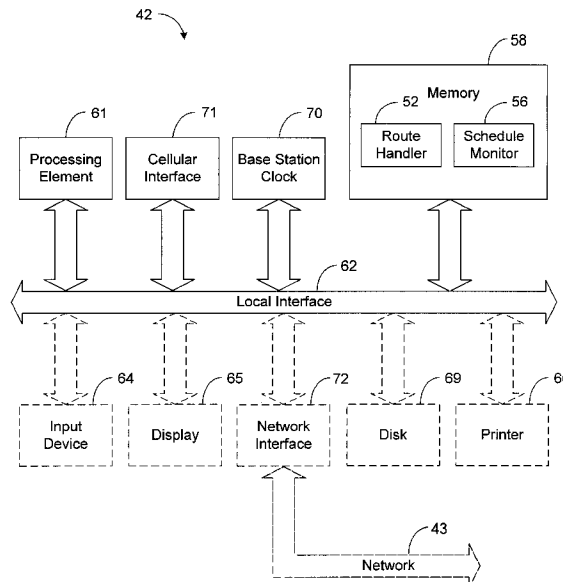 42
58
Memory
61
71
70
52
56
Processing
Element
Cellular
Interface
Base Station
Clock
Route
Handler
Schedule
Monitor
62
Local Interface
64
65
72
69
Input
Device
Display
Network
Interface
Disk
Printer
43
Network